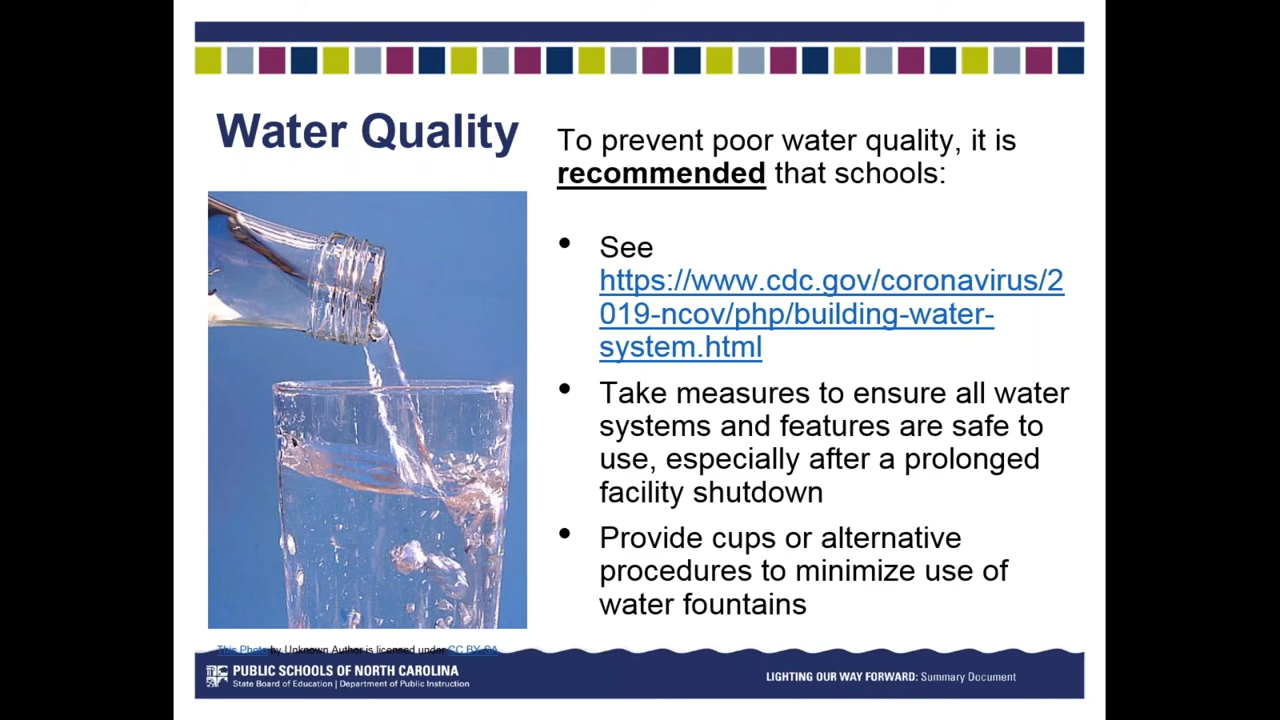 Water Quality
To prevent poor water quality, it is
recommended that schools:
• See
https://www.cdc.gov/coronavirus/2
019-ncov/php/building-water-
system.html
• Take measures to ensure all water
systems and features are safe to
use, especially after a prolonged
facility shutdown
• Provide cups or alternative
procedures to minimize use of
water fountains
This Photo by Unknown Author is licensed under CC BY-SA
PUBLIC SCHOOLS OF NORTH CAROLINA
State Board of Education | Department of Public Instruction
LIGHTING OUR WAY FORWARD: Summary Document